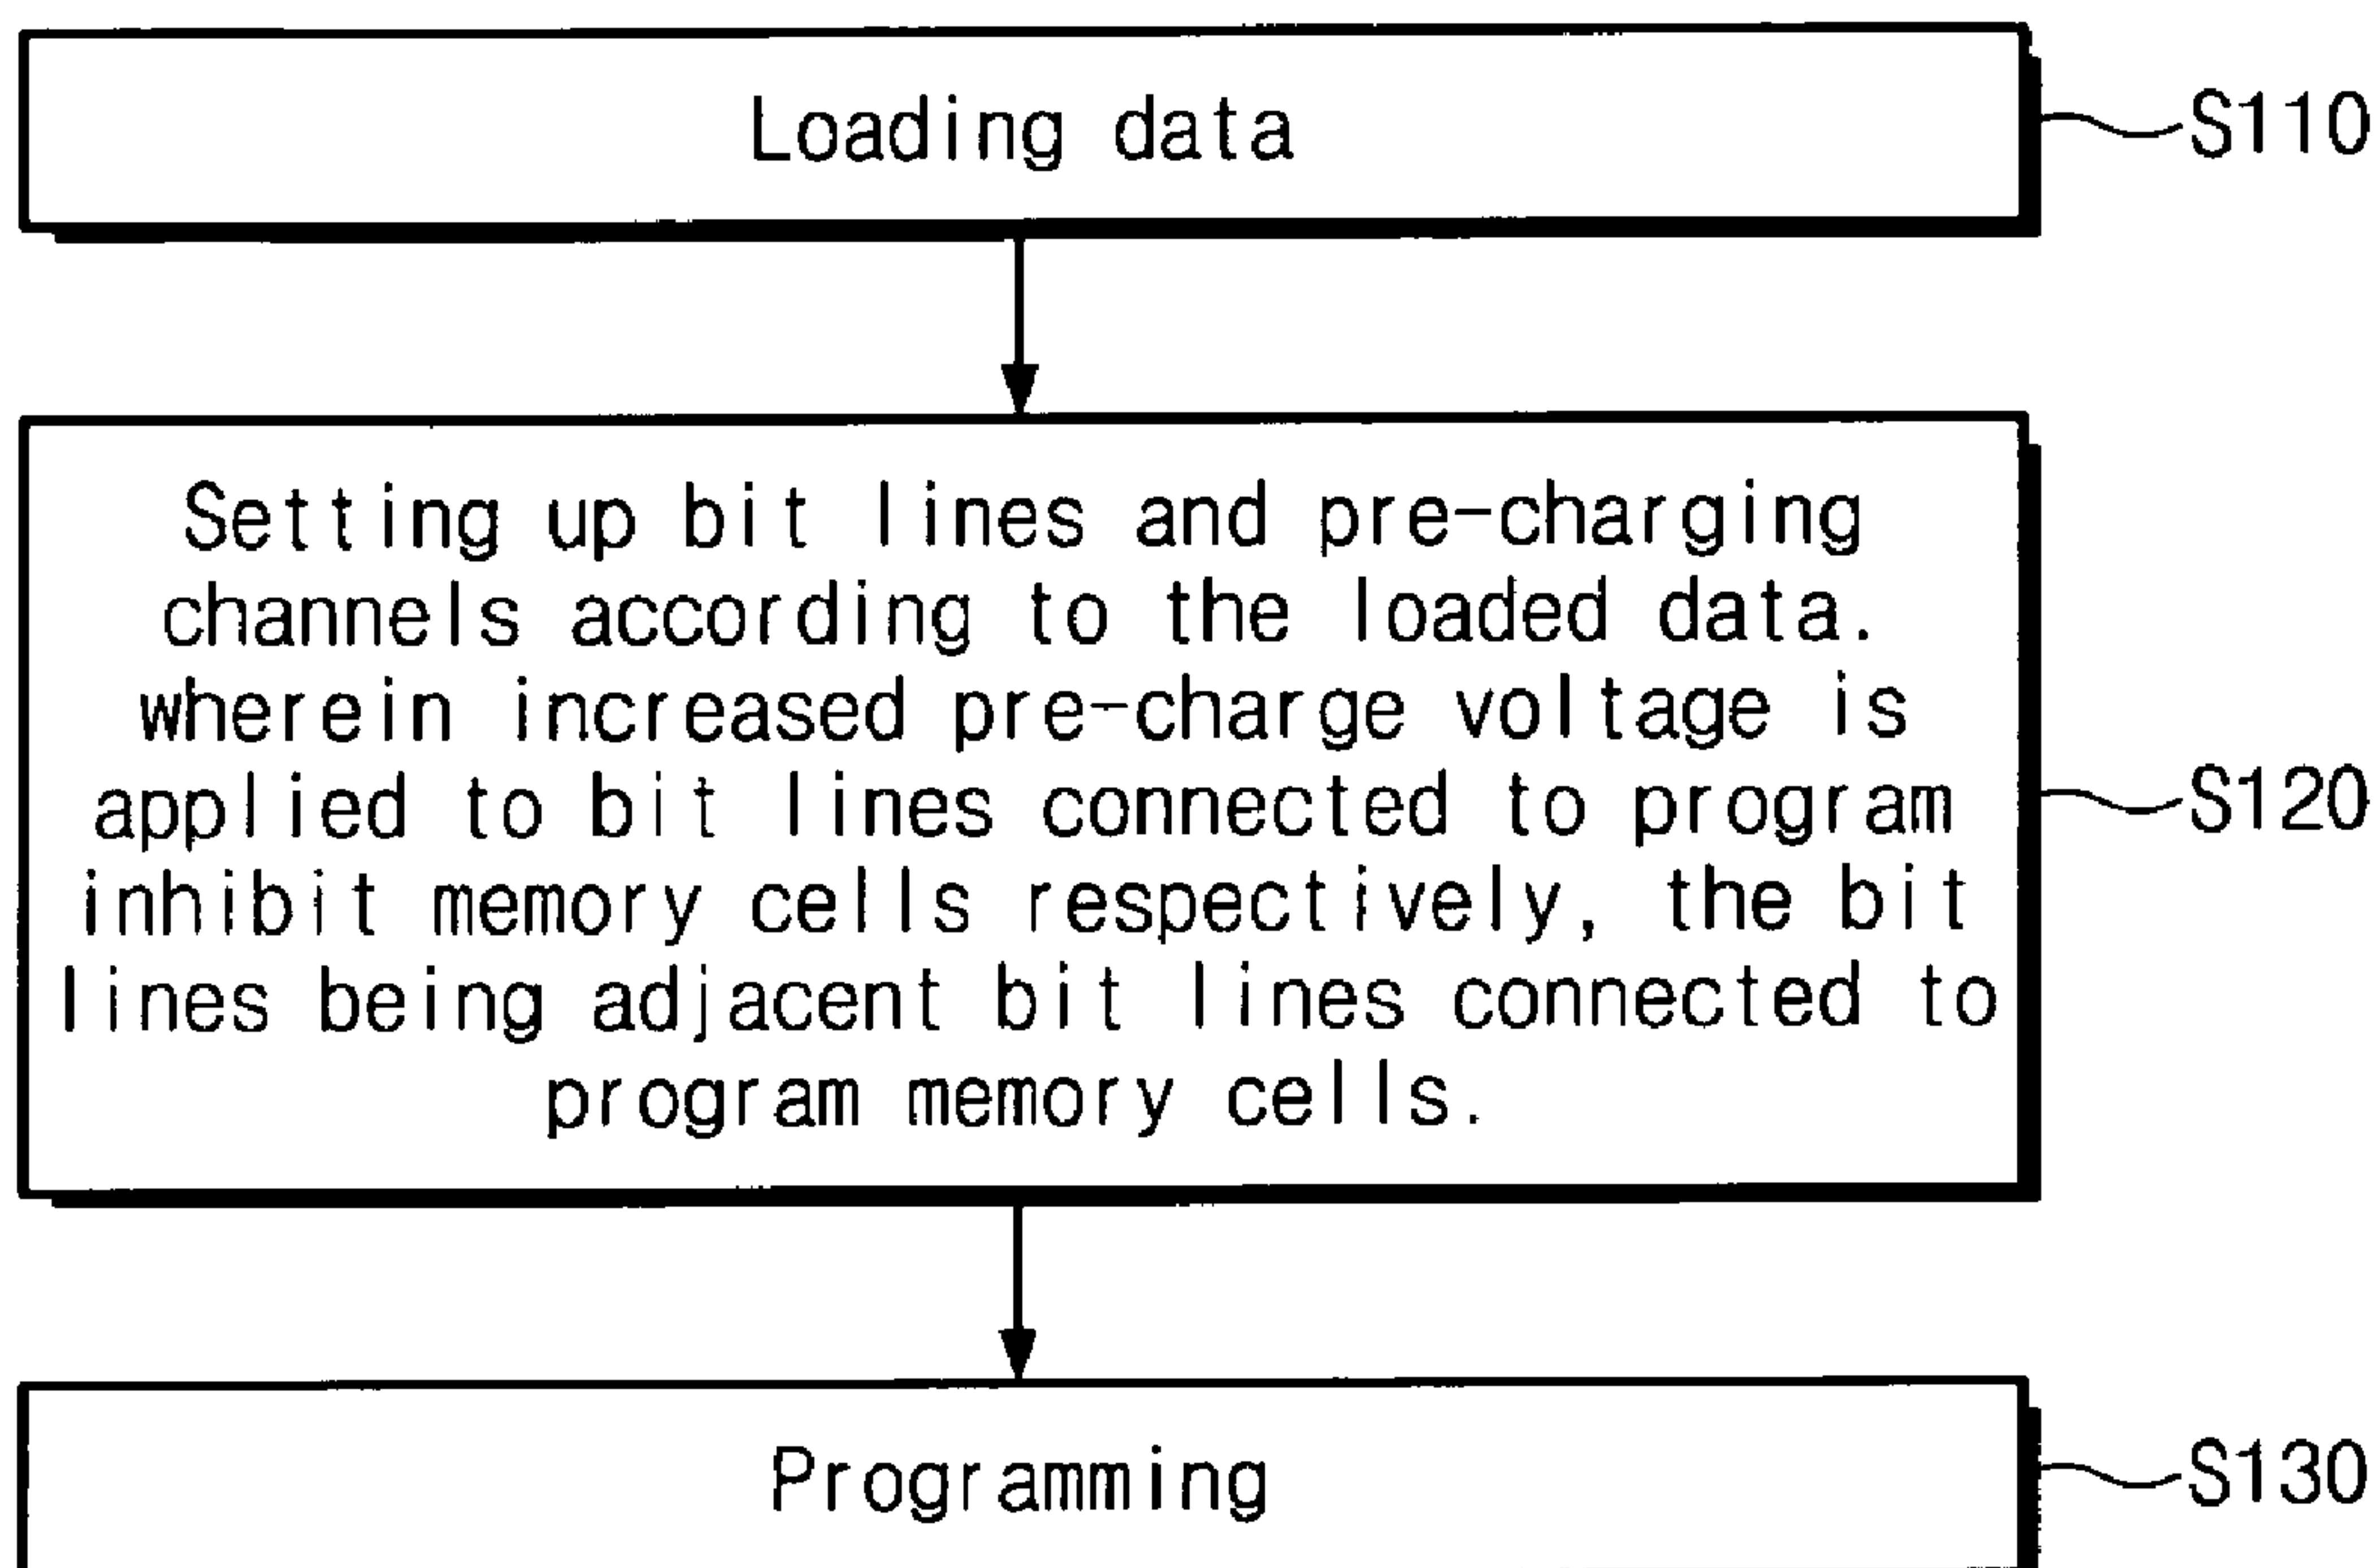 Loading data
S110
Setting up bit lines and pre-charging
channels according to the loaded data.
wherein increased pre-charge voltage is
applied to bit lines connected to program
S120
inhibit memory cells respectively, the bit
lines being adjacent bit lines connected to
program memory cells.
Programming
S130